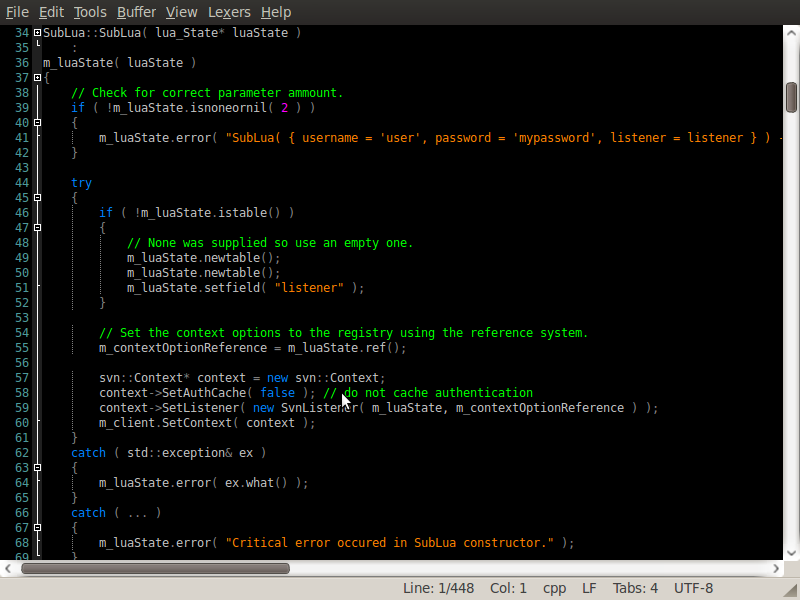 File Edit Tools Buffer View Lexers Help
34 SubLua::SubLua( lua_State* luaState )
35 :
36 m_luaState( luaState )
37 {
38 // Check for correct parameter ammount.
39 if ( !m_luaState.isnoneornil( 2 ) )
40 {
41 m_luaState.error( "SubLua( { username = 'user', password = 'mypassword', listener = listener } ) -
42 }
43
44 try
45 {
46 if ( !m_luaState.istable() )
47 {
48 // None was supplied so use an empty one.
49 m_luaState.newtable();
50 m_luaState.newtable();
51 m_luaState.setfield( "listener" );
52 }
53
54 // Set the context options to the registry using the reference system.
55 m_contextOptionReference = m_luaState.ref();
56
57 svn::Context* context = new svn::Context;
58 context->SetAuthCache( false ); // do not cache authentication
59 context->SetListener( new SvnListener( m_luaState, m_contextOptionReference ) );
60 m_client.SetContext( context );
61 }
62 catch ( std::exception& ex )
63 {
64 m_luaState.error( ex.what() );
65 }
66 catch ( ... )
67 {
68 m_luaState.error( "Critical error occured in SubLua constructor." );
69 }
Line: 1/448 Col: 1 cpp LF Tabs: 4 UTF-8